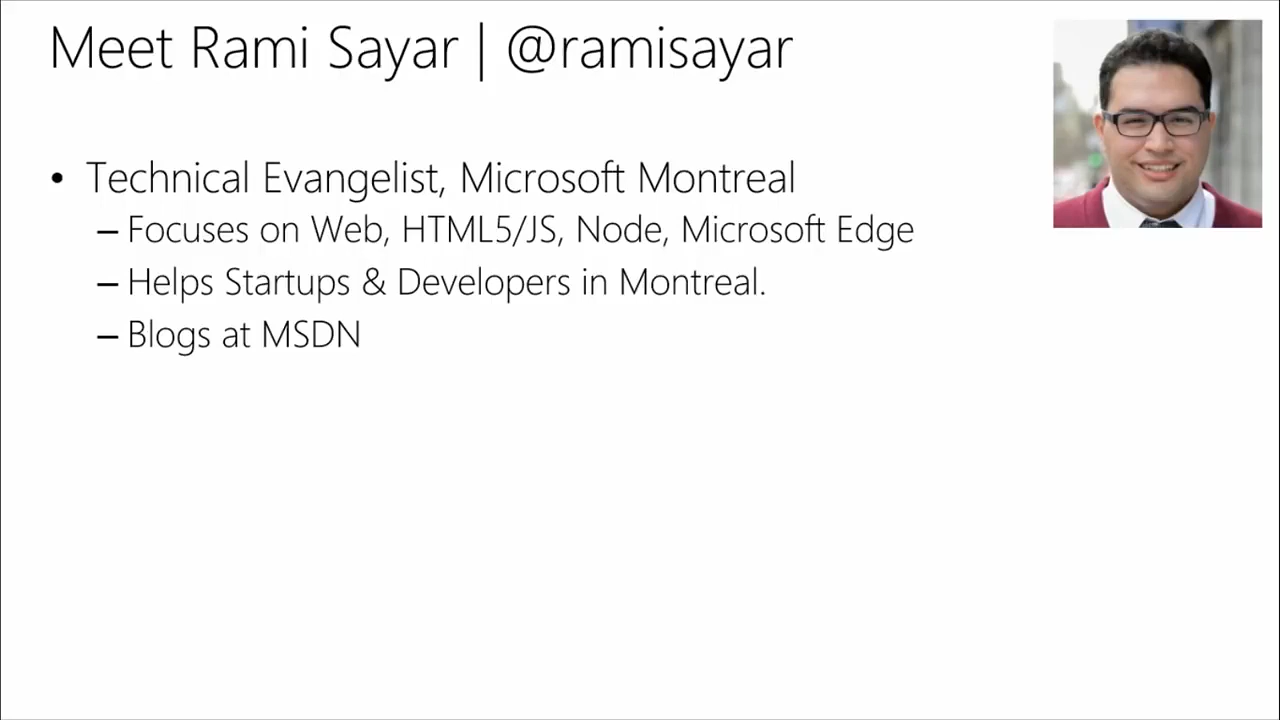 Meet Rami Sayar | @ramisayar
• Technical Evangelist, Microsoft Montreal
– Focuses on Web, HTML5/JS, Node, Microsoft Edge
– Helps Startups & Developers in Montreal.
– Blogs at MSDN